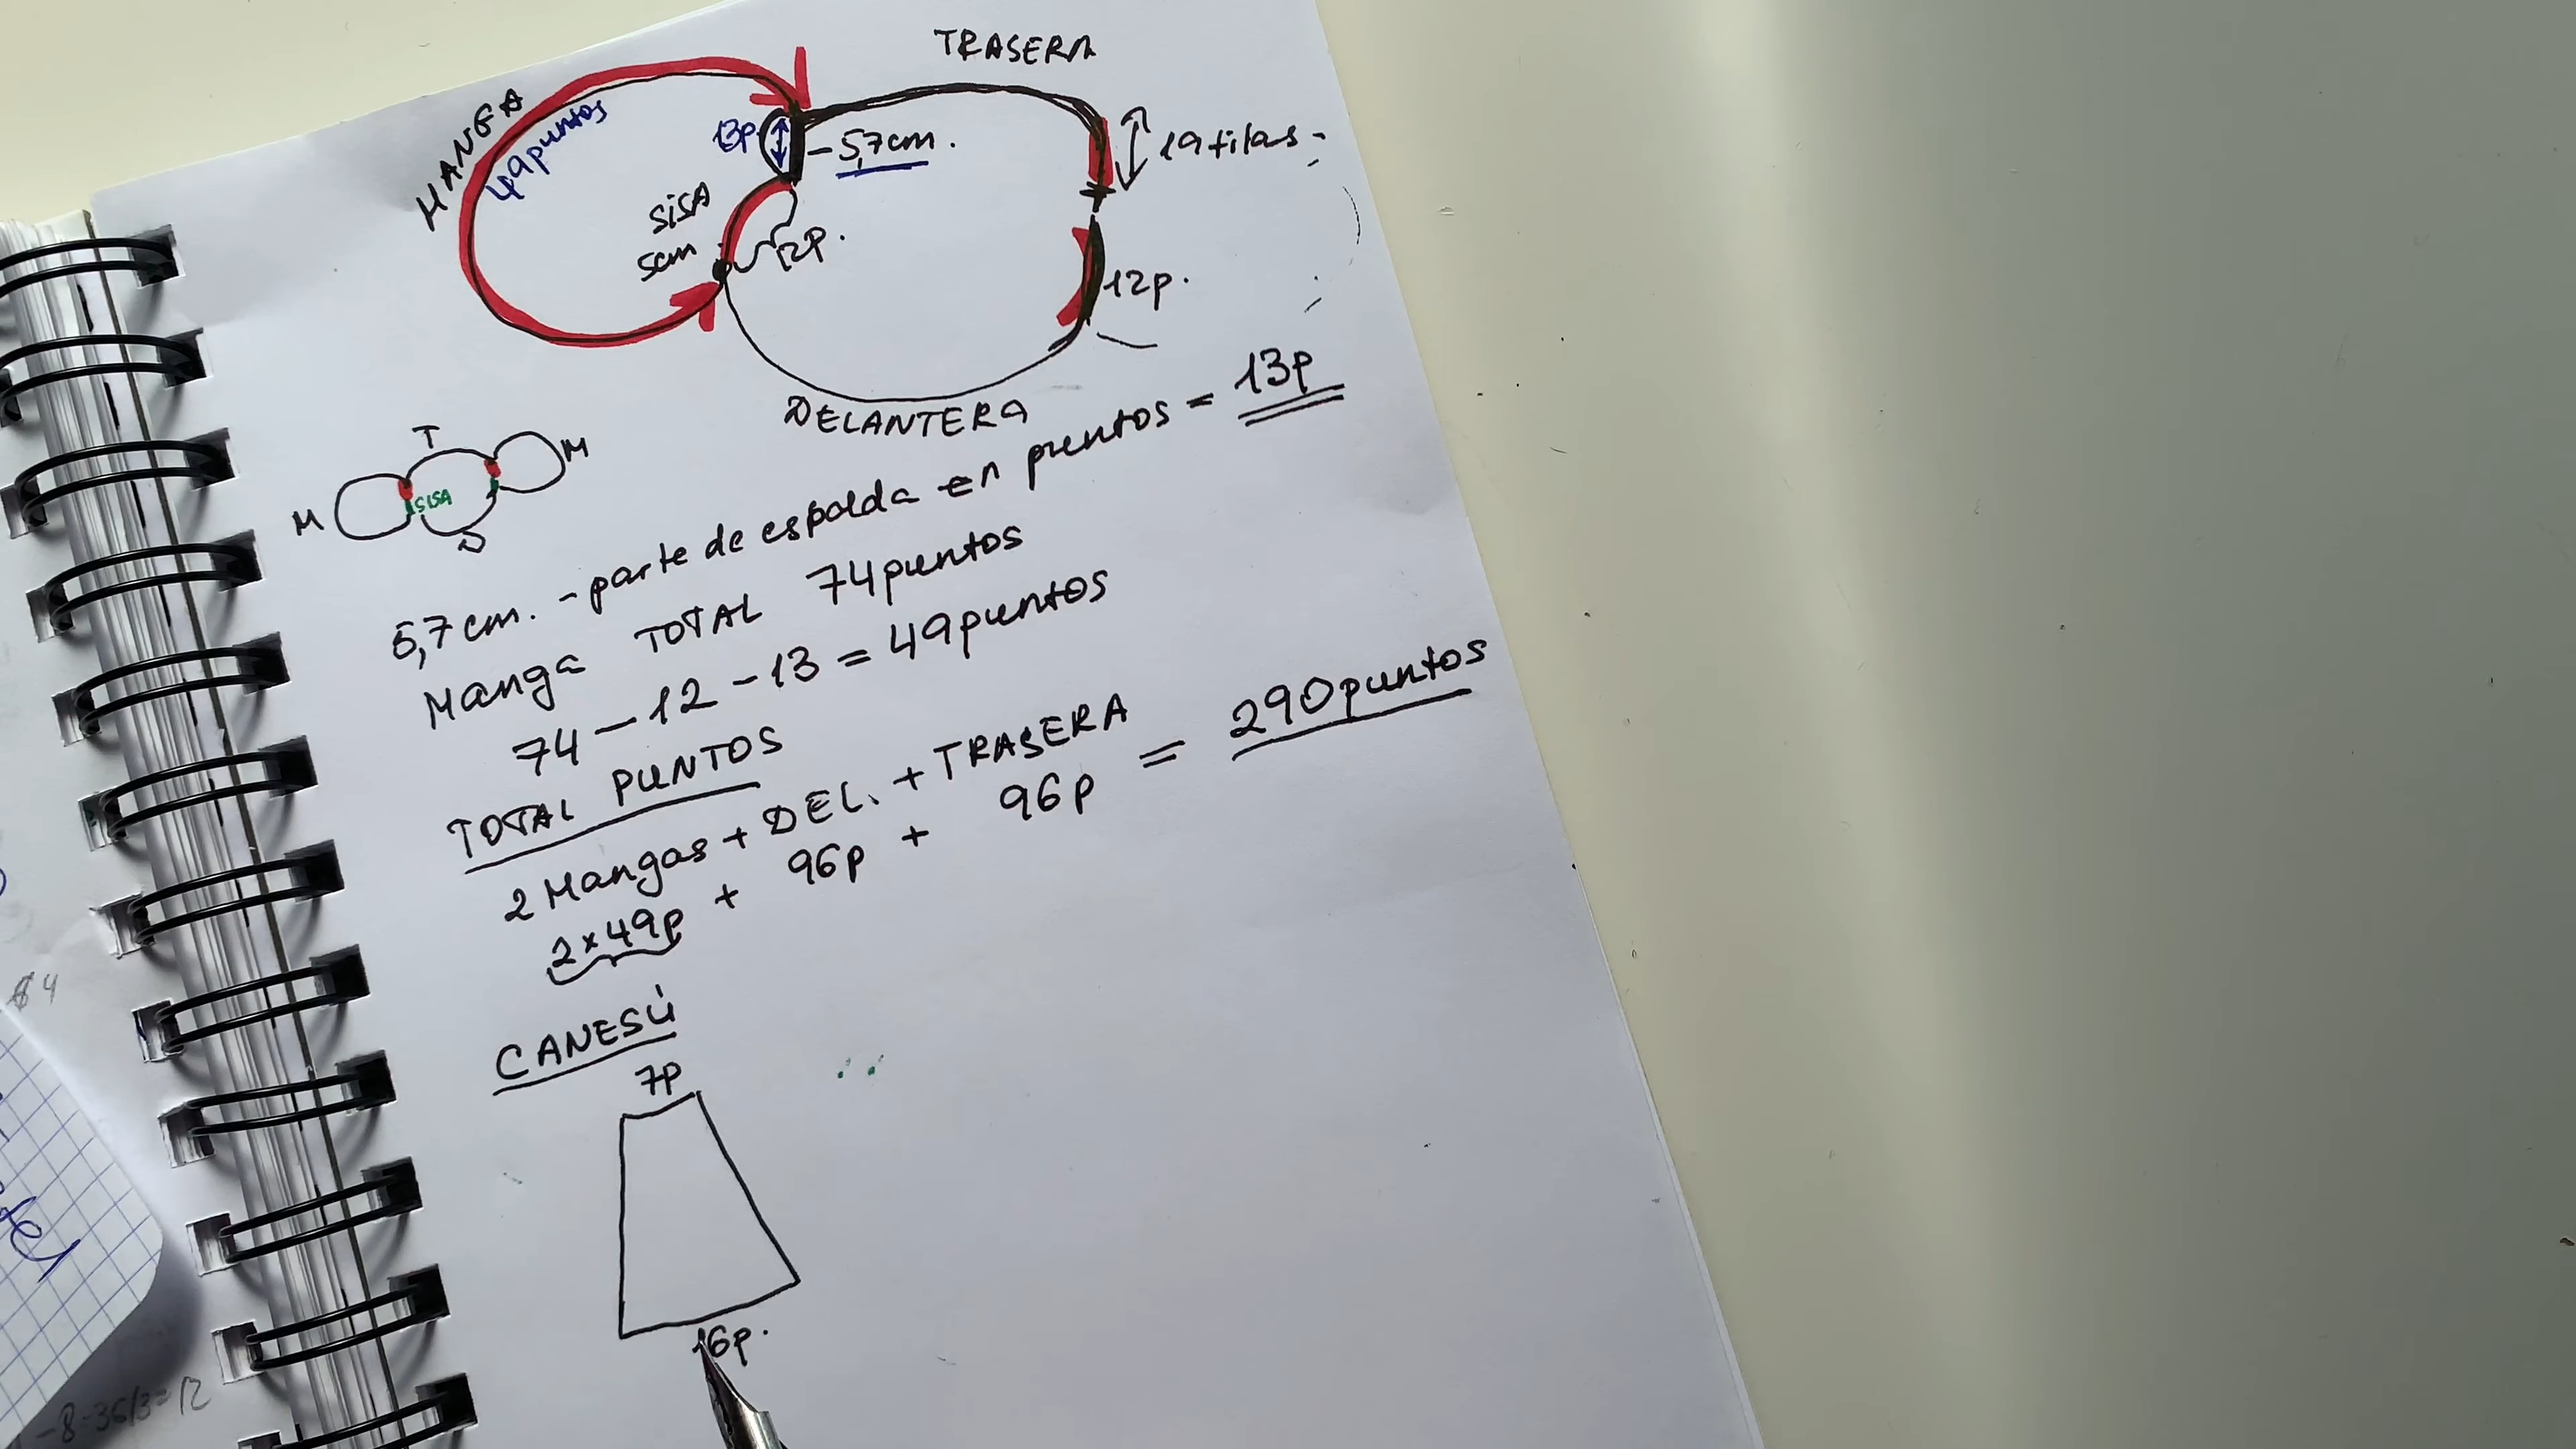 TRASERA
MANGA
49puntos
13p.
- 5,7cm.
19filas -
SISA
5cm
12p.
12p.
DELANTERA
T
M
SISA
M
D
5,7cm. - parte de espalda en puntos = 13p
Manga TOTAL 74puntos
74 - 12 - 13 = 49puntos
TOTAL PUNTOS
2 Mangas + DEL. + TRASERA
2x49p + 96p + 96p = 290puntos
CANESÚ
7p
16p.